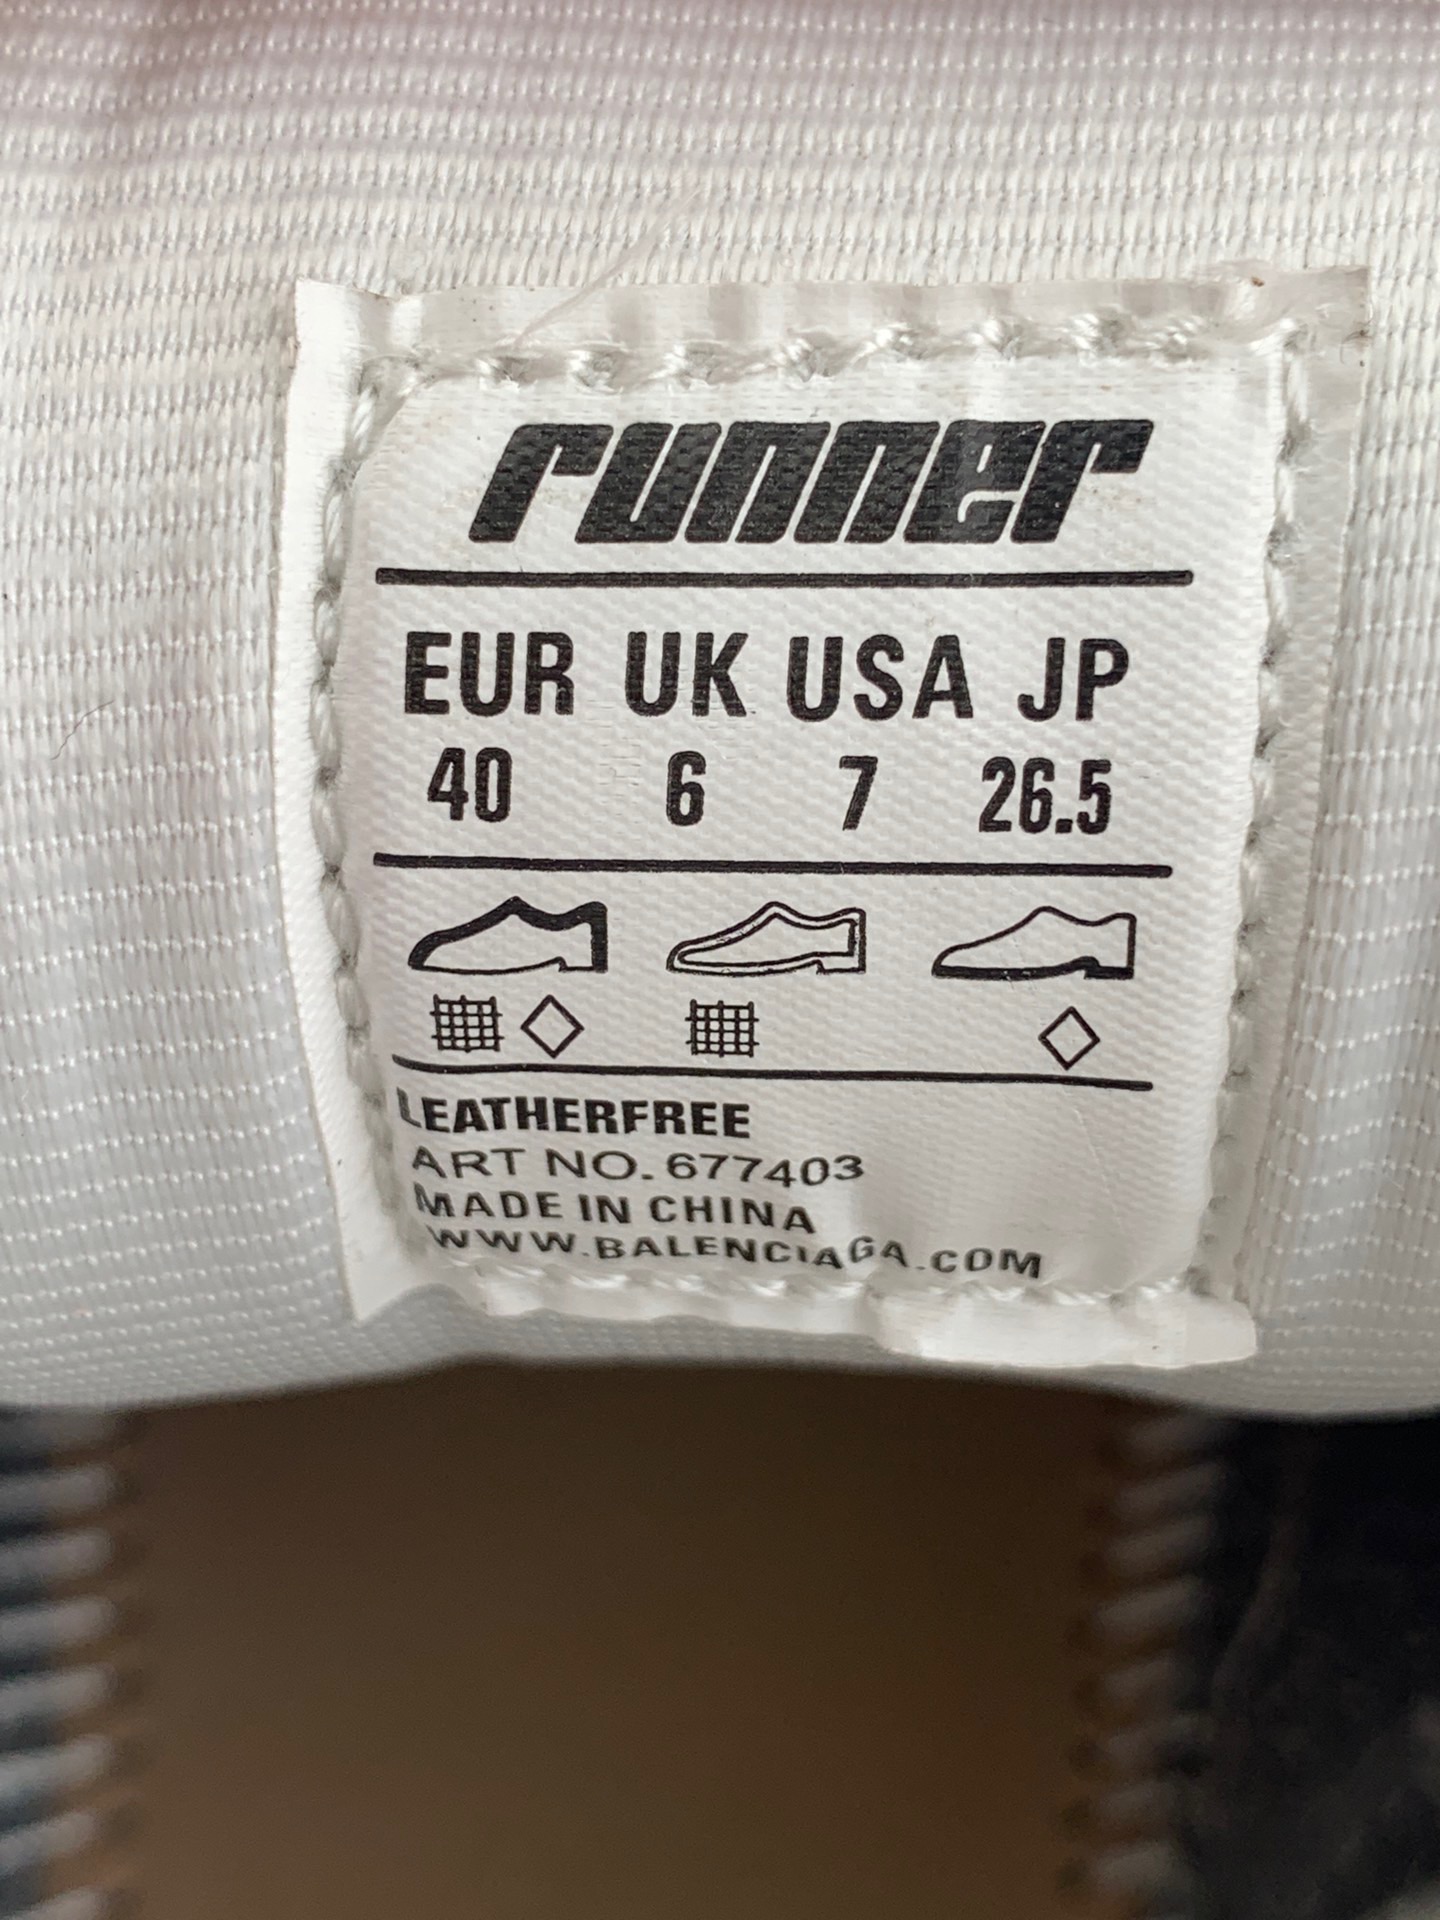 runner
EUR UK USA JP
40 6 7 26.5
LEATHERFREE
ART NO. 677403
MADE IN CHINA
WWW.BALENCIAGA.COM